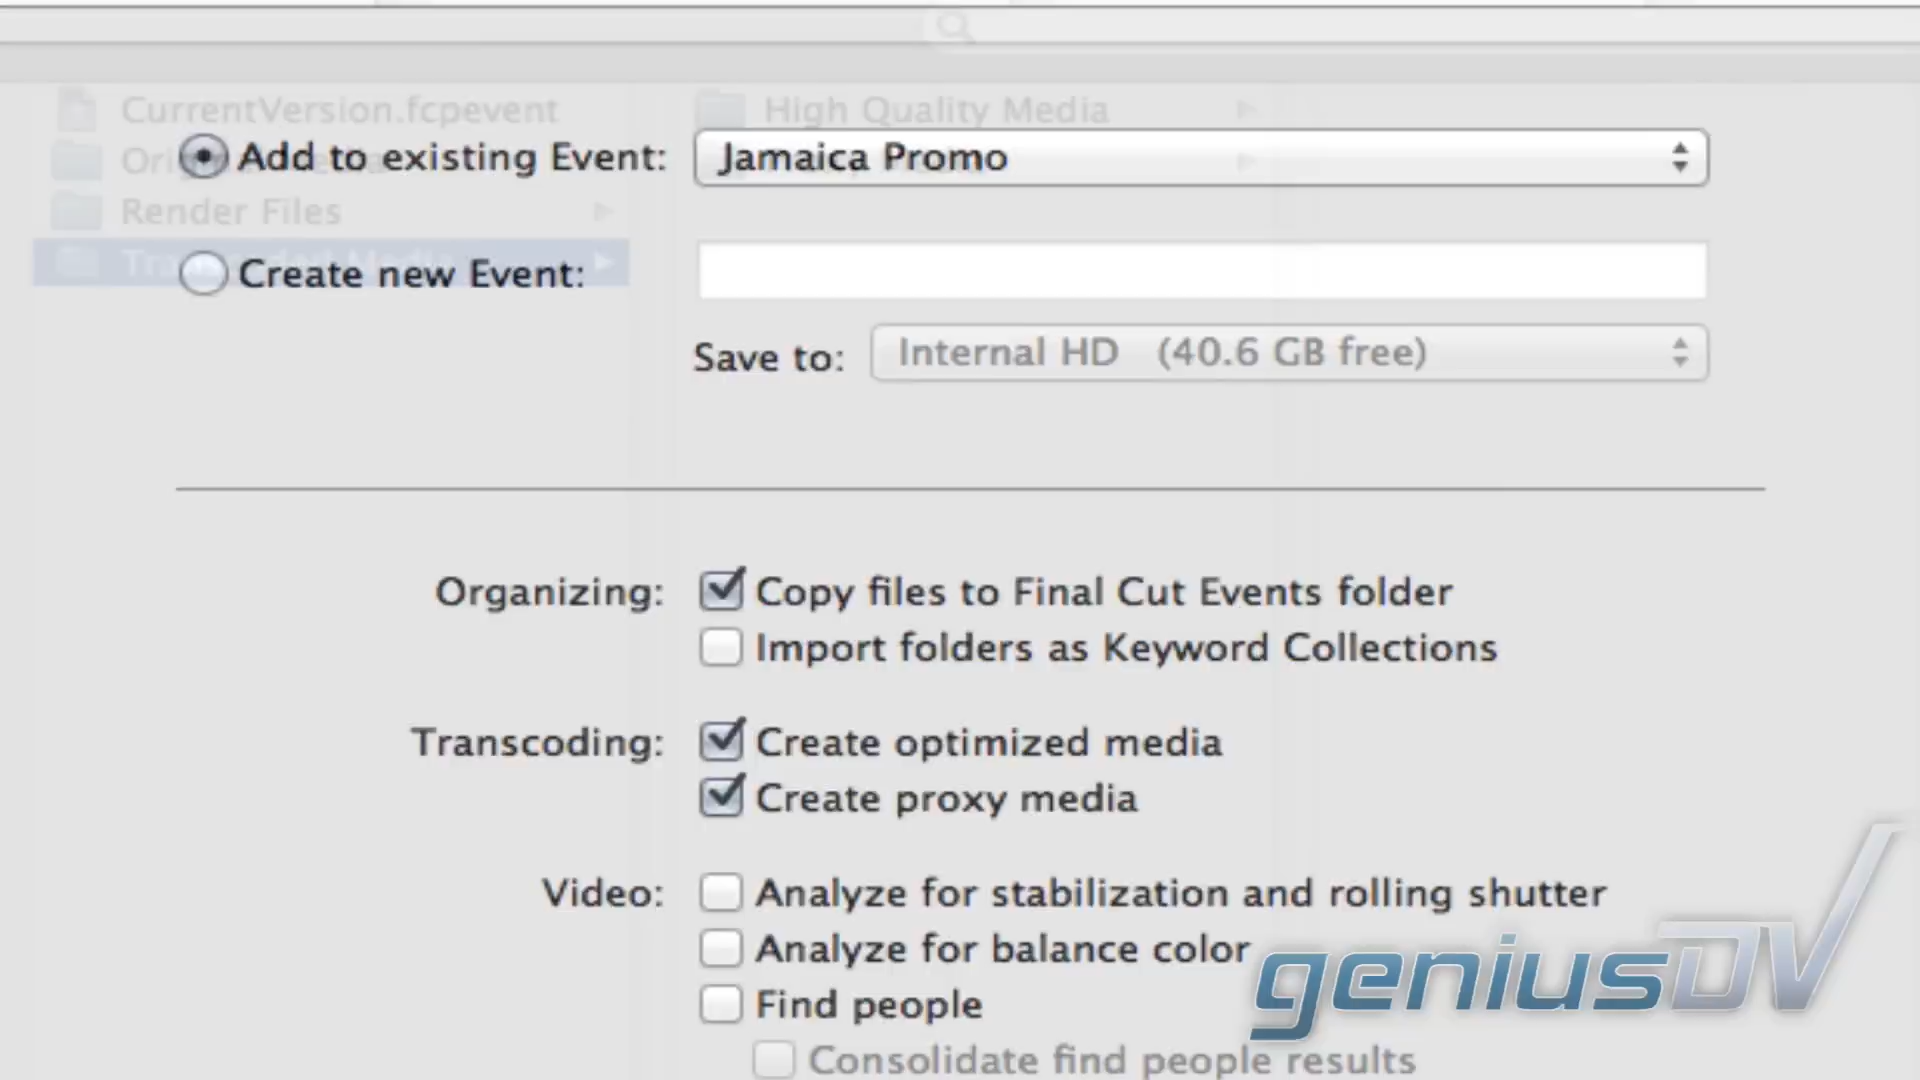 CurrentVersion.fcpevent
High Quality Media
Add to existing Event:
Jamaica Promo
Render Files
Create new Event:
Save to:
Internal HD (40.6 GB free)
Organizing:
Copy files to Final Cut Events folder
Import folders as Keyword Collections
Transcoding:
Create optimized media
Create proxy media
Video:
Analyze for stabilization and rolling shutter
Analyze for balance color
Find people
Consolidate find people results
geniusDV